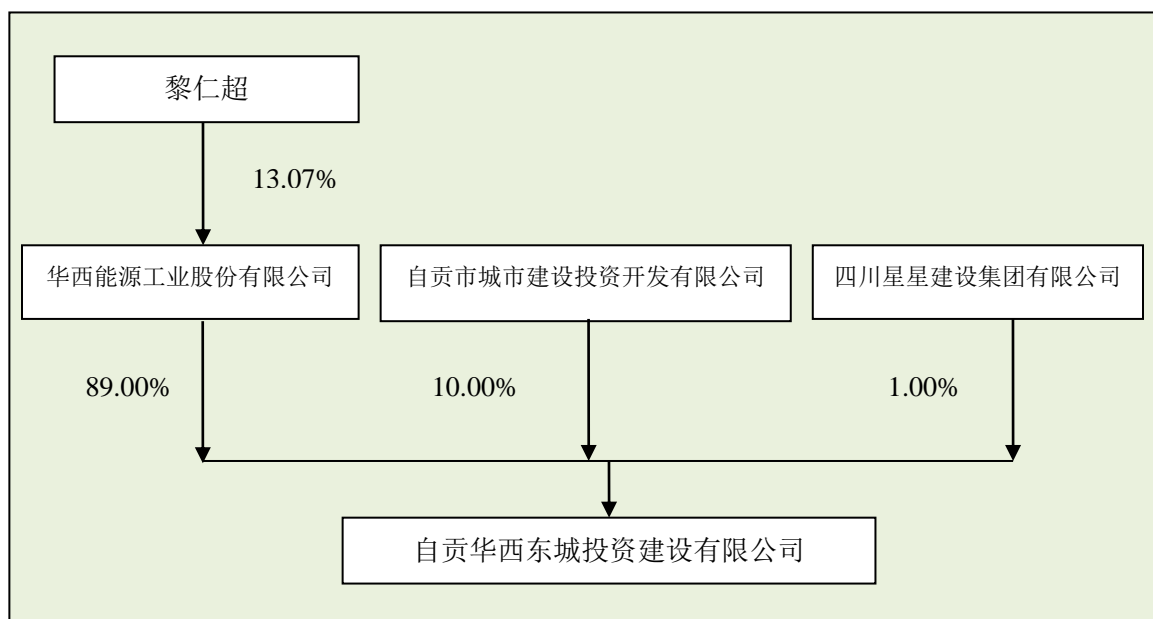 黎仁超
13.07%
华西能源工业股份有限公司
自贡市城市建设投资开发有限公司
四川星星建设集团有限公司
89.00%
10.00%
1.00%
自贡华西东城投资建设有限公司